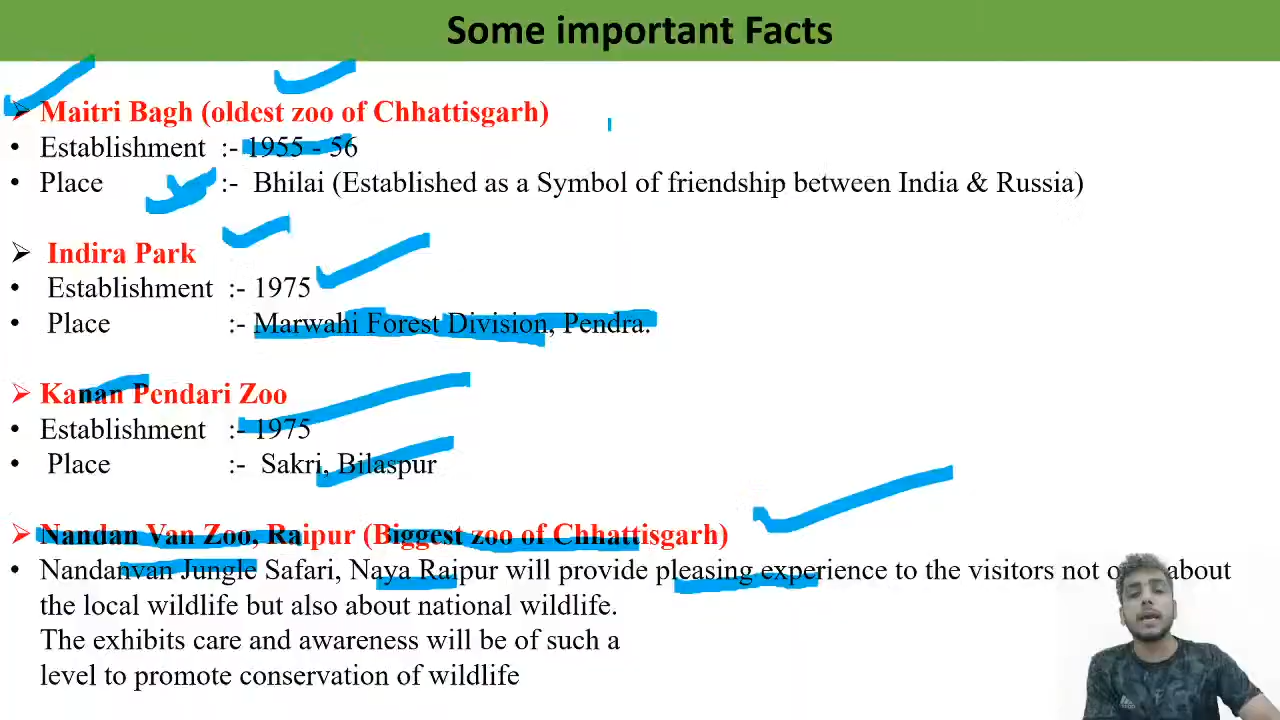 Some important Facts
➢ Maitri Bagh (oldest zoo of Chhattisgarh)
• Establishment :- 1955 - 56
• Place :- Bhilai (Established as a Symbol of friendship between India & Russia)
➢ Indira Park
• Establishment :- 1975
• Place :- Marwahi Forest Division, Pendra.
➢ Kanan Pendari Zoo
• Establishment :- 1975
• Place :- Sakri, Bilaspur
➢ Nandan Van Zoo, Raipur (Biggest zoo of Chhattisgarh)
• Nandanvan Jungle Safari, Naya Raipur will provide pleasing experience to the visitors not about
the local wildlife but also about national wildlife.
The exhibits care and awareness will be of such a
level to promote conservation of wildlife